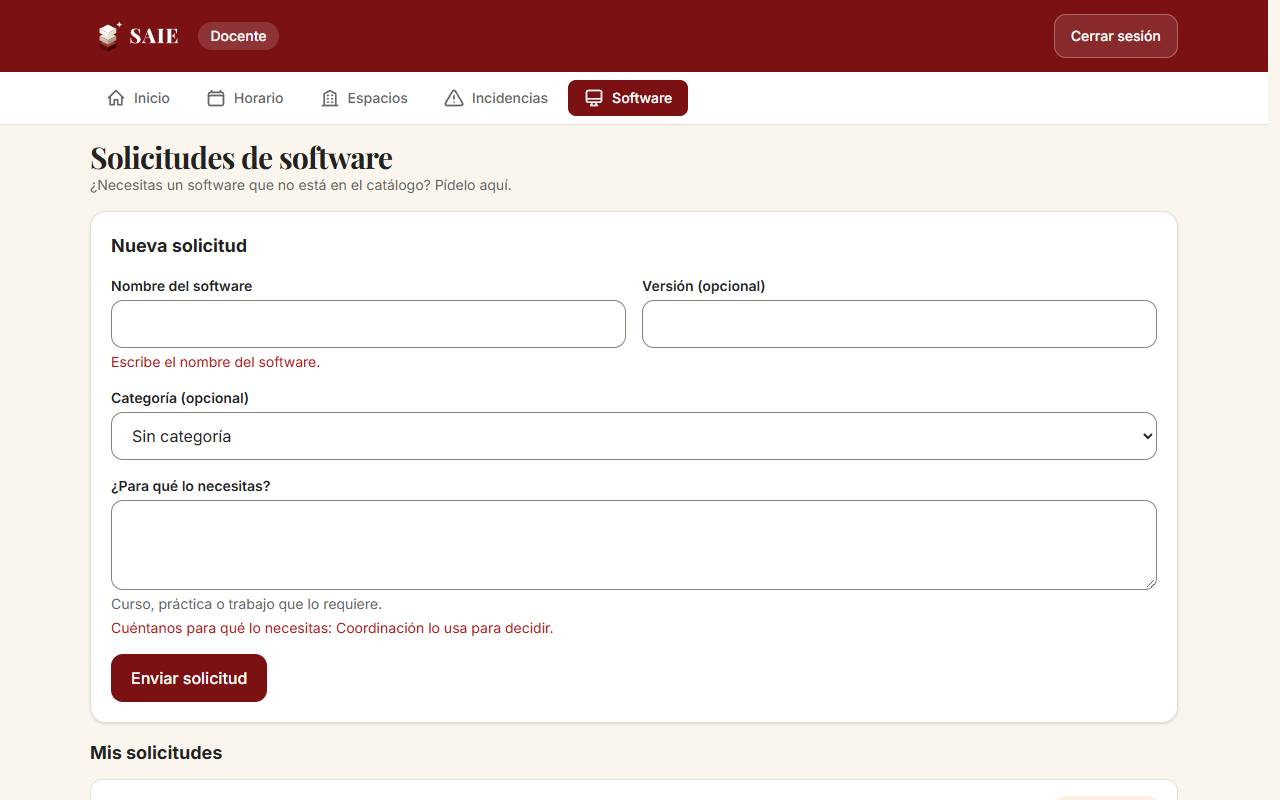 SAIE
Docente
Cerrar sesión
Inicio
Horario
Espacios
Incidencias
Software
Solicitudes de software
¿Necesitas un software que no está en el catálogo? Pídelo aquí.
Nueva solicitud
Nombre del software
Versión (opcional)
Escribe el nombre del software.
Categoría (opcional)
Sin categoría
¿Para qué lo necesitas?
Curso, práctica o trabajo que lo requiere.
Cuéntanos para qué lo necesitas: Coordinación lo usa para decidir.
Enviar solicitud
Mis solicitudes